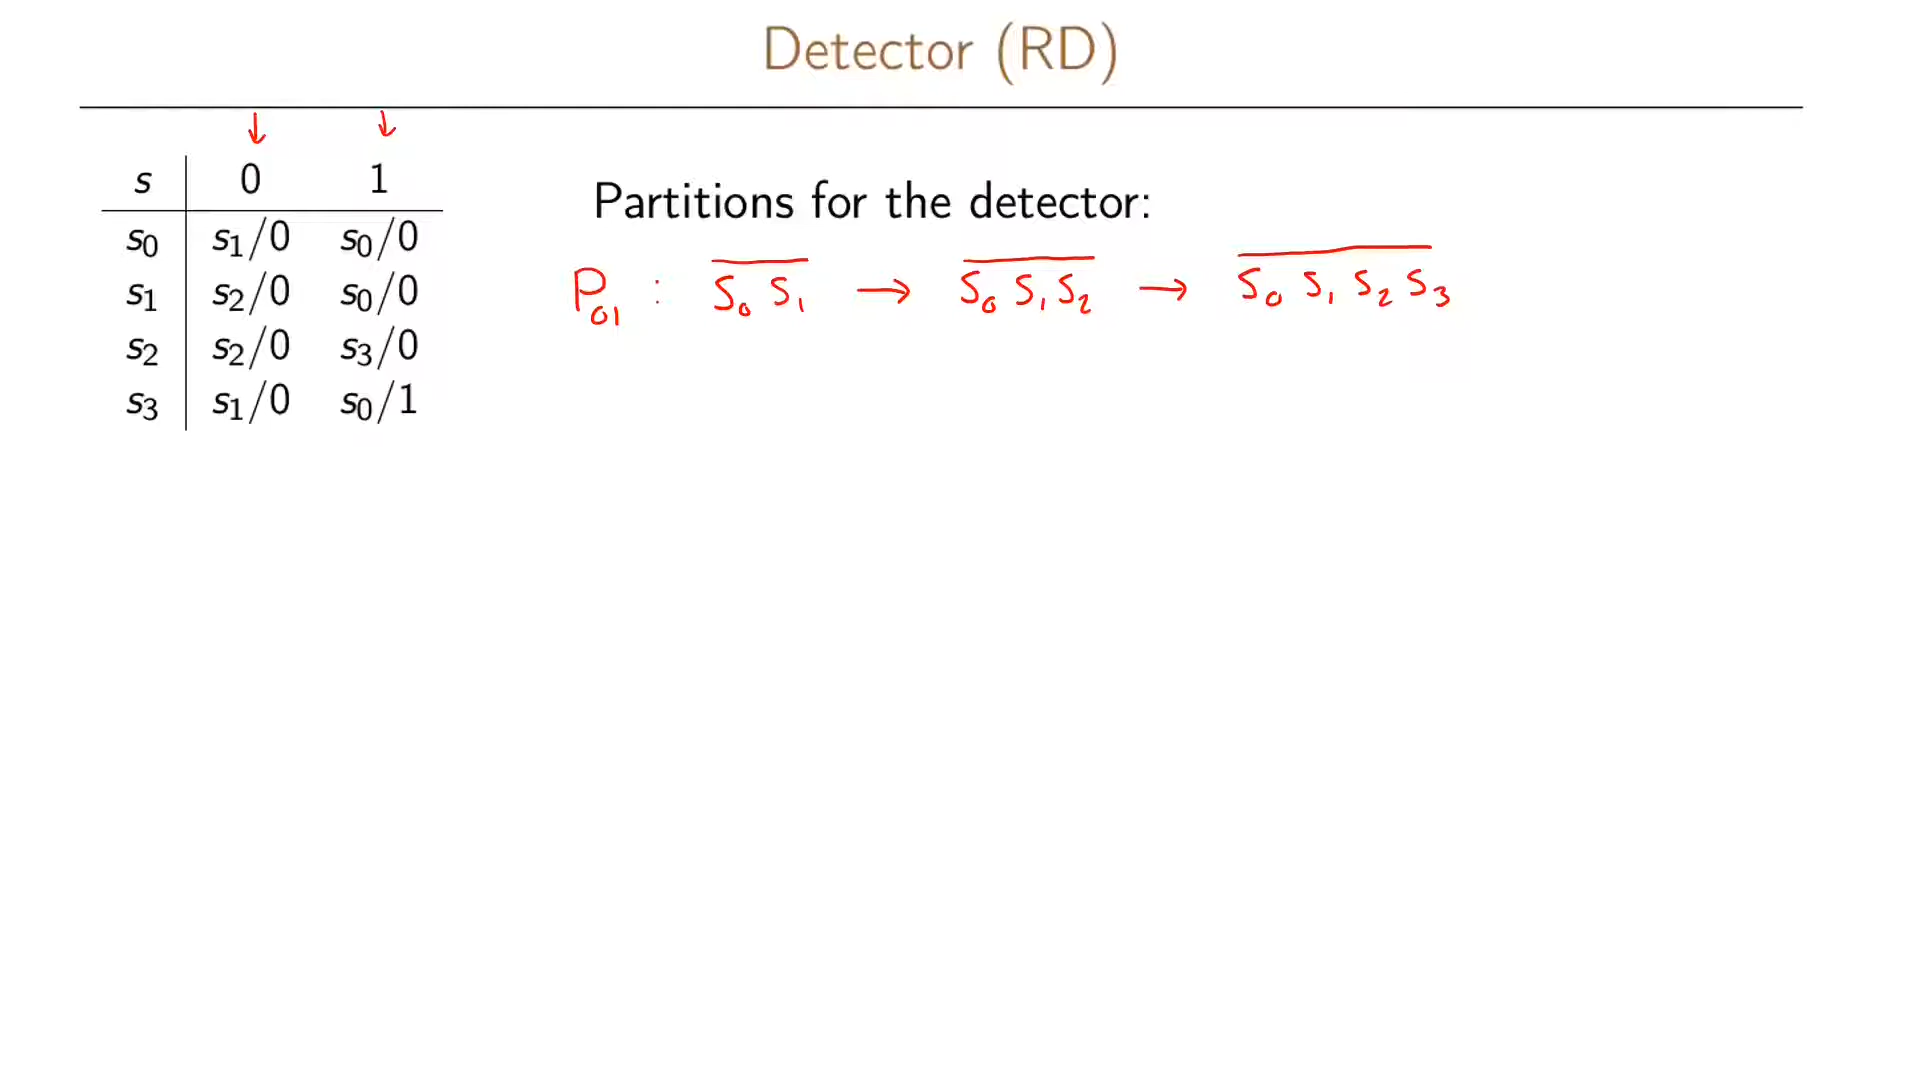 Detector (RD)
↓ ↓
s 0 1
s₀ s₁/0 s₀/0
s₁ s₂/0 s₀/0
s₂ s₂/0 s₃/0
s₃ s₁/0 s₀/1
Partitions for the detector:
P₀₁ : S₀ S₁ → S₀ S₁ S₂ → S₀ S₁ S₂ S₃